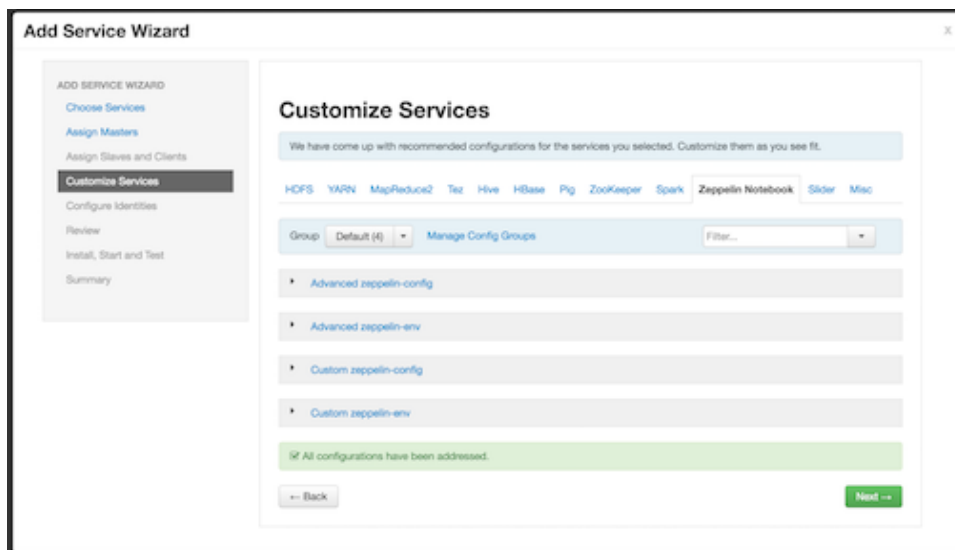 Add Service Wizard
x
ADD SERVICE WIZARD
Choose Services
Assign Masters
Assign Slaves and Clients
Customize Services
Configure Identities
Review
Install, Start and Test
Summary
Customize Services
We have come up with recommended configurations for the services you selected. Customize them as you see fit.
HDFS YARN MapReduce2 Tez Hive HBase Pig ZooKeeper Spark Zeppelin Notebook Slider Misc
Group Default (4) Manage Config Groups Filter...
Advanced zeppelin-config
Advanced zeppelin-env
Custom zeppelin-config
Custom zeppelin-env
All configurations have been addressed.
← Back Next →